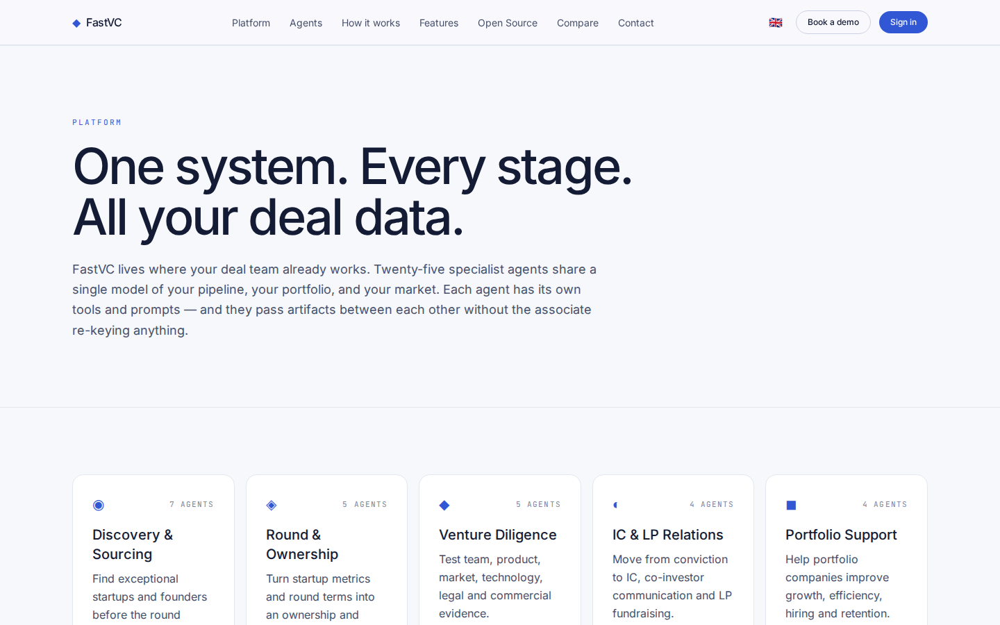 FastVC
Platform
Agents
How it works
Features
Open Source
Compare
Contact
Book a demo
Sign in
PLATFORM
One system. Every stage.
All your deal data.
FastVC lives where your deal team already works. Twenty-five specialist agents share a
single model of your pipeline, your portfolio, and your market. Each agent has its own
tools and prompts — and they pass artifacts between each other without the associate
re-keying anything.
7 AGENTS
Discovery &
Sourcing
Find exceptional
startups and founders
before the round
5 AGENTS
Round &
Ownership
Turn startup metrics
and round terms into
an ownership and
5 AGENTS
Venture Diligence
Test team, product,
market, technology,
legal and commercial
evidence.
4 AGENTS
IC & LP Relations
Move from conviction
to IC, co-investor
communication and LP
fundraising.
4 AGENTS
Portfolio Support
Help portfolio
companies improve
growth, efficiency,
hiring and retention.